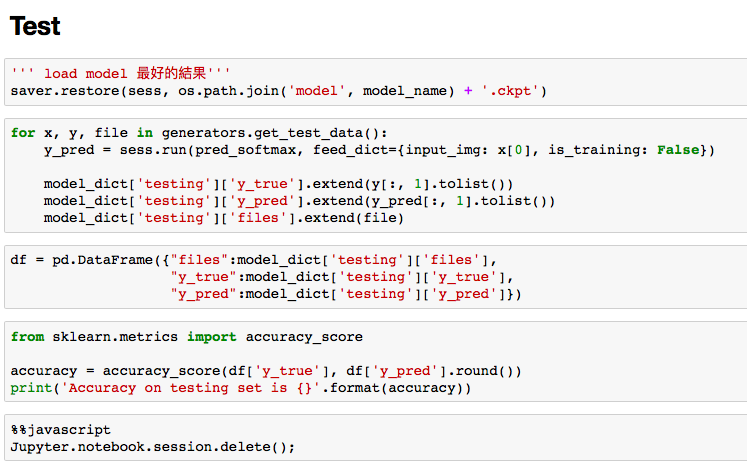 Test
''' load model 最好的結果'''
saver.restore(sess, os.path.join('model', model_name) + '.ckpt')
for x, y, file in generators.get_test_data():
    y_pred = sess.run(pred_softmax, feed_dict={input_img: x[0], is_training: False})
    model_dict['testing']['y_true'].extend(y[:, 1].tolist())
    model_dict['testing']['y_pred'].extend(y_pred[:, 1].tolist())
    model_dict['testing']['files'].extend(file)
df = pd.DataFrame({"files":model_dict['testing']['files'],
                   "y_true":model_dict['testing']['y_true'],
                   "y_pred":model_dict['testing']['y_pred']})
from sklearn.metrics import accuracy_score
accuracy = accuracy_score(df['y_true'], df['y_pred'].round())
print('Accuracy on testing set is {}'.format(accuracy))
%%javascript
Jupyter.notebook.session.delete();